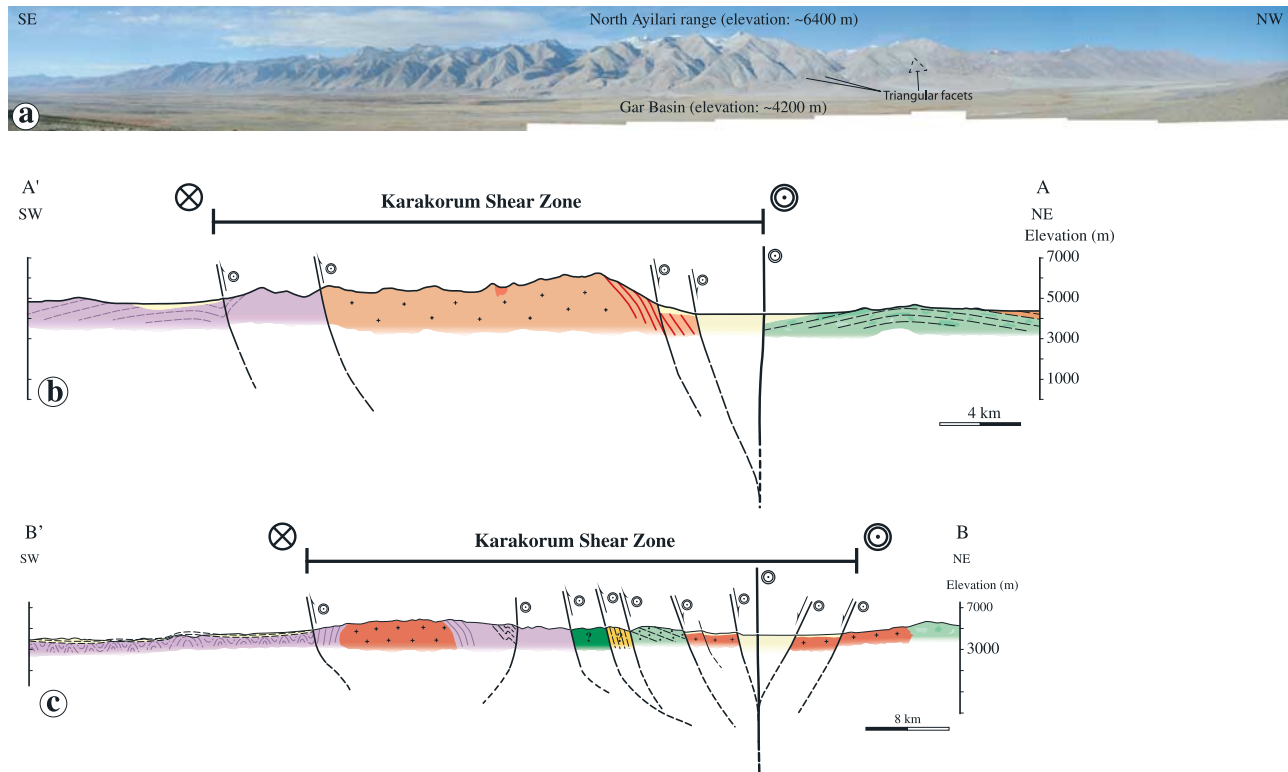 SE
North Ayilari range (elevation: ~6400 m)
NW
Triangular facets
Gar Basin (elevation: ~4200 m)
a
A'
A
Karakorum Shear Zone
SW
NE
Elevation (m)
7000
5000
3000
1000
b
4 km
B'
B
Karakorum Shear Zone
SW
NE
Elevation (m)
7000
?
3000
c
8 km